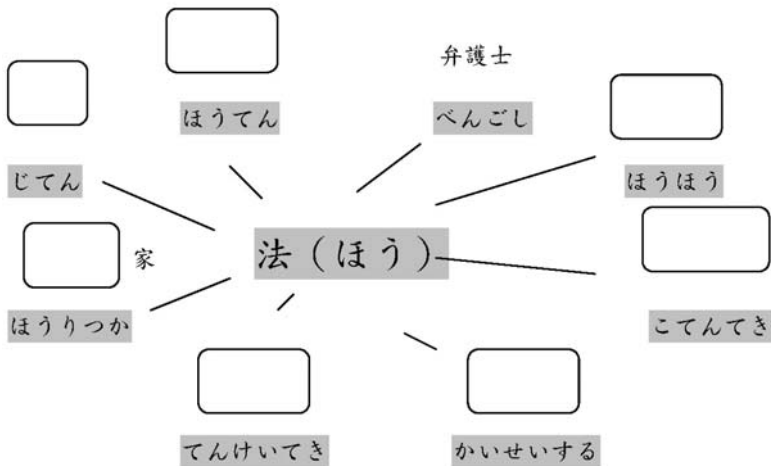 弁護士
ほうてん
べんごし
じてん
ほうほう
法（ほう）
家
ほうりつか
こてんてき
てんけいてき
かいせいする